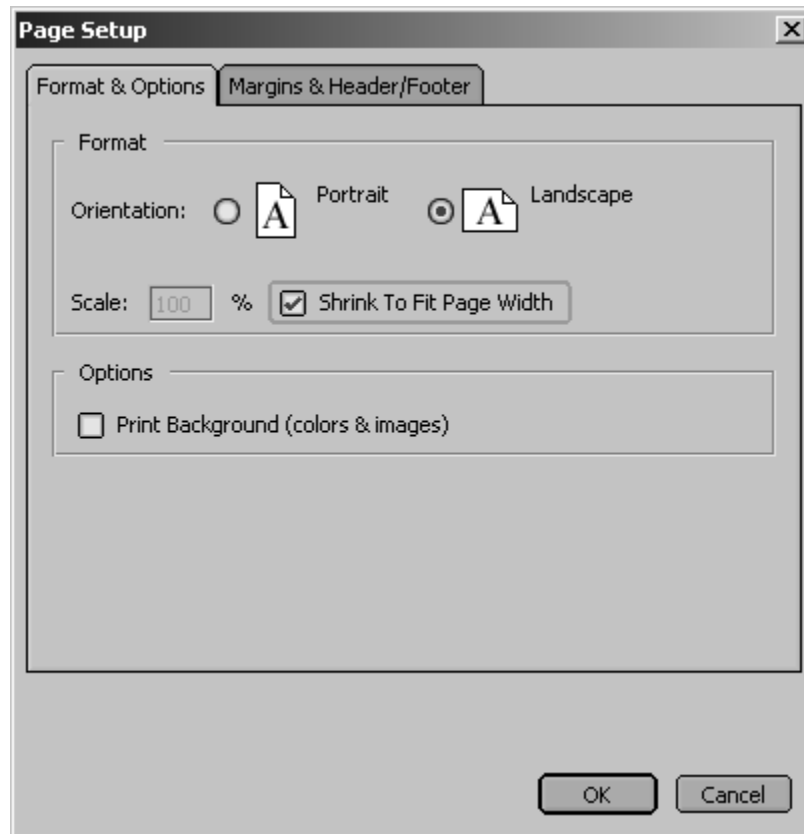 Page Setup
Format & Options Margins & Header/Footer
Format
Orientation: A Portrait A Landscape
Scale: 100 % Shrink To Fit Page Width
Options
Print Background (colors & images)
OK Cancel